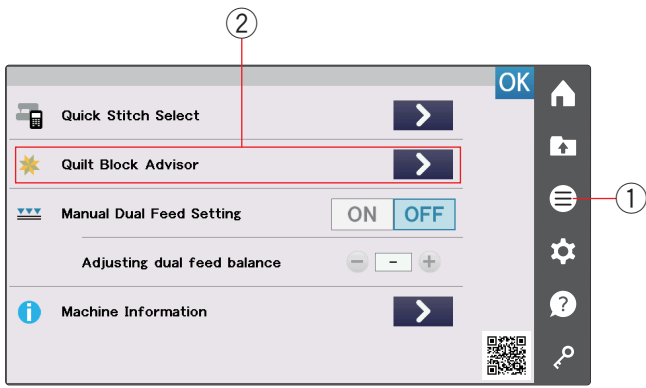 ②
OK
Quick Stitch Select
Quilt Block Advisor
①
Manual Dual Feed Setting ON OFF
Adjusting dual feed balance - - +
Machine Information